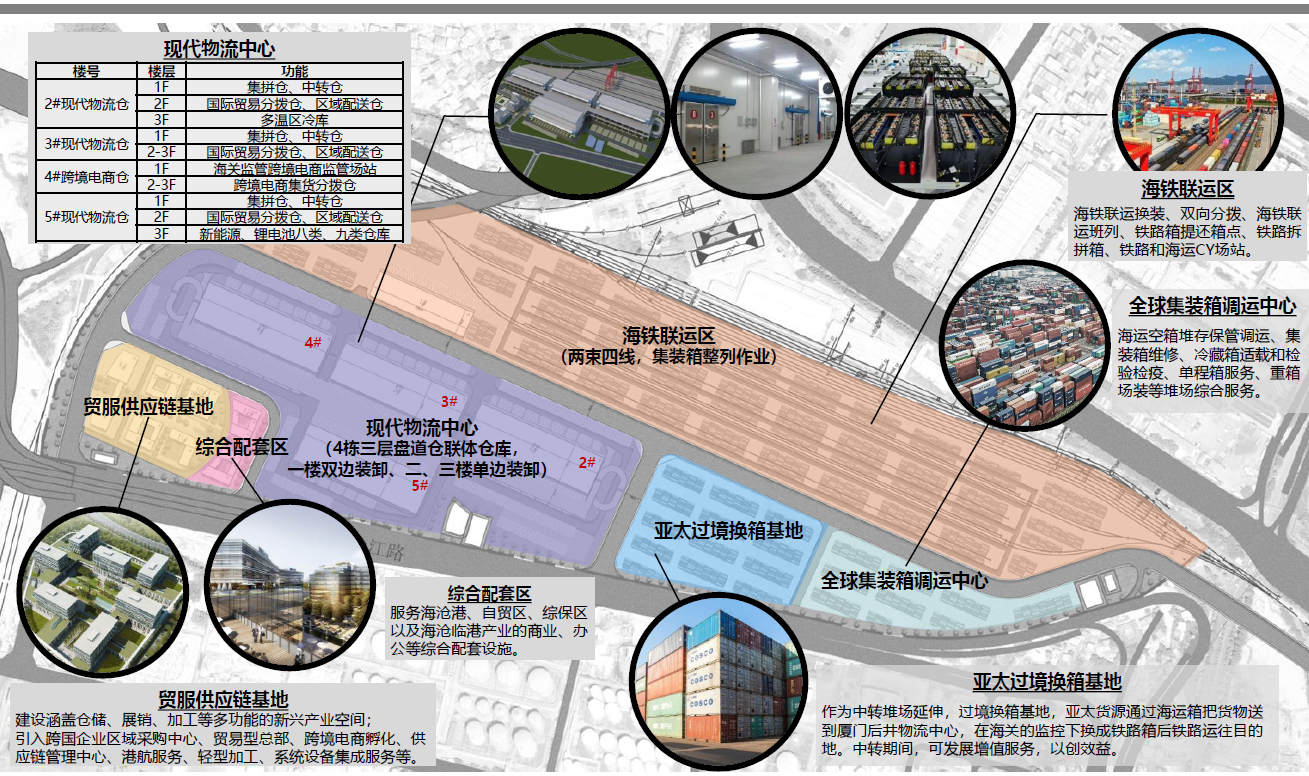 现代物流中心
楼号 楼层 功能
2#现代物流仓 1F 集拼仓、中转仓
2F 国际贸易分拨仓、区域配送仓
3F 多温区冷库
3#现代物流仓 1F 集拼仓、中转仓
2-3F 国际贸易分拨仓、区域配送仓
4#跨境电商仓 1F 海关监管跨境电商监管场站
2-3F 跨境电商集货分拨仓
5#现代物流仓 1F 集拼仓、中转仓
2F 国际贸易分拨仓、区域配送仓
3F 新能源、锂电池八类、九类仓库
海铁联运区
海铁联运换装、双向分拨、海铁联
运班列、铁路箱提还箱点、铁路拆
拼箱、铁路和海运CY场站。
全球集装箱调运中心
海运空箱堆存保管调运、集
装箱维修、冷藏箱适载和检
验检疫、单程箱服务、重箱
场装等堆场综合服务。
海铁联运区
（两束四线，集装箱整列作业）
4#
3#
贸服供应链基地
综合配套区
现代物流中心
（4栋三层盘道仓联体仓库，
一楼双边装卸、二、三楼单边装卸）
2#
5#
江路
亚太过境换箱基地
全球集装箱调运中心
综合配套区
服务海沧港、自贸区、综保区
以及海沧临港产业的商业、办
公等综合配套设施。
COSCO
COSCO
COSCO
贸服供应链基地
建设涵盖仓储、展销、加工等多功能的新兴产业空间；
引入跨国企业区域采购中心、贸易型总部、跨境电商孵化、供
应链管理中心、港航服务、轻型加工、系统设备集成服务等。
亚太过境换箱基地
作为中转堆场延伸，过境换箱基地，亚太货源通过海运箱把货物送
到厦门后井物流中心，在海关的监控下换成铁路箱后铁路运往目的
地。中转期间，可发展增值服务，以创效益。